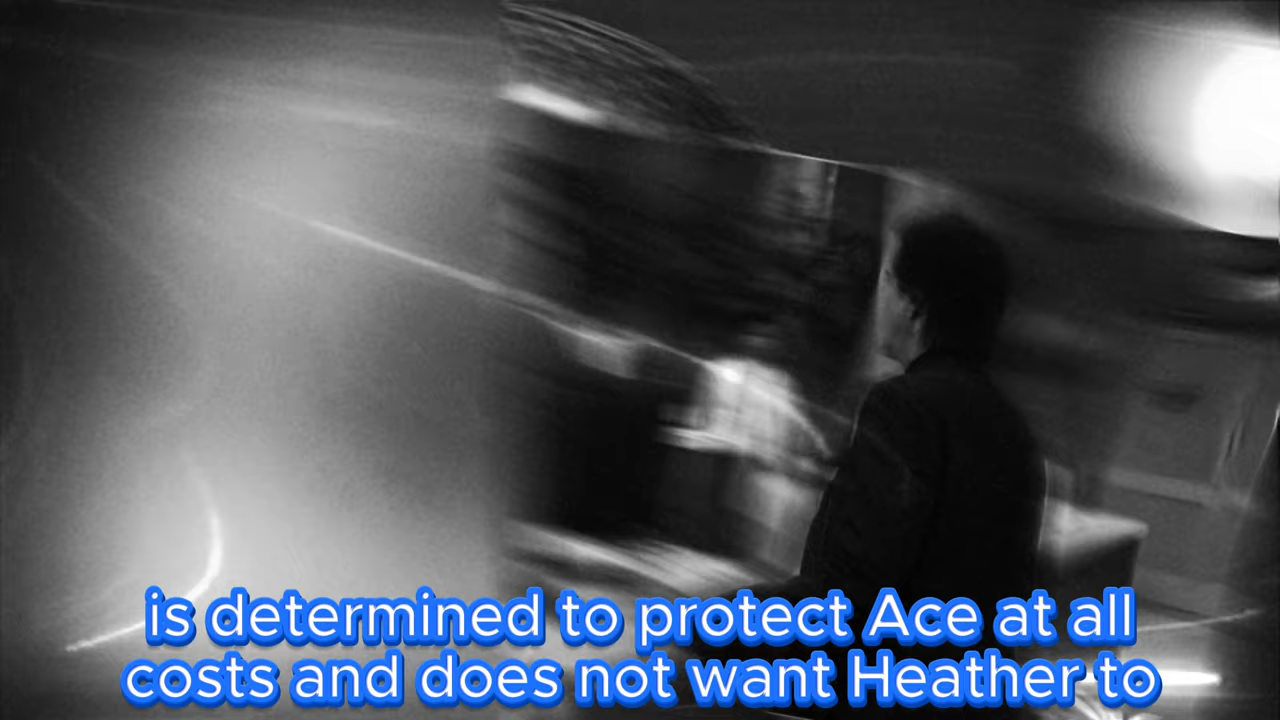 is determined to protect Ace at all
costs and does not want Heather to